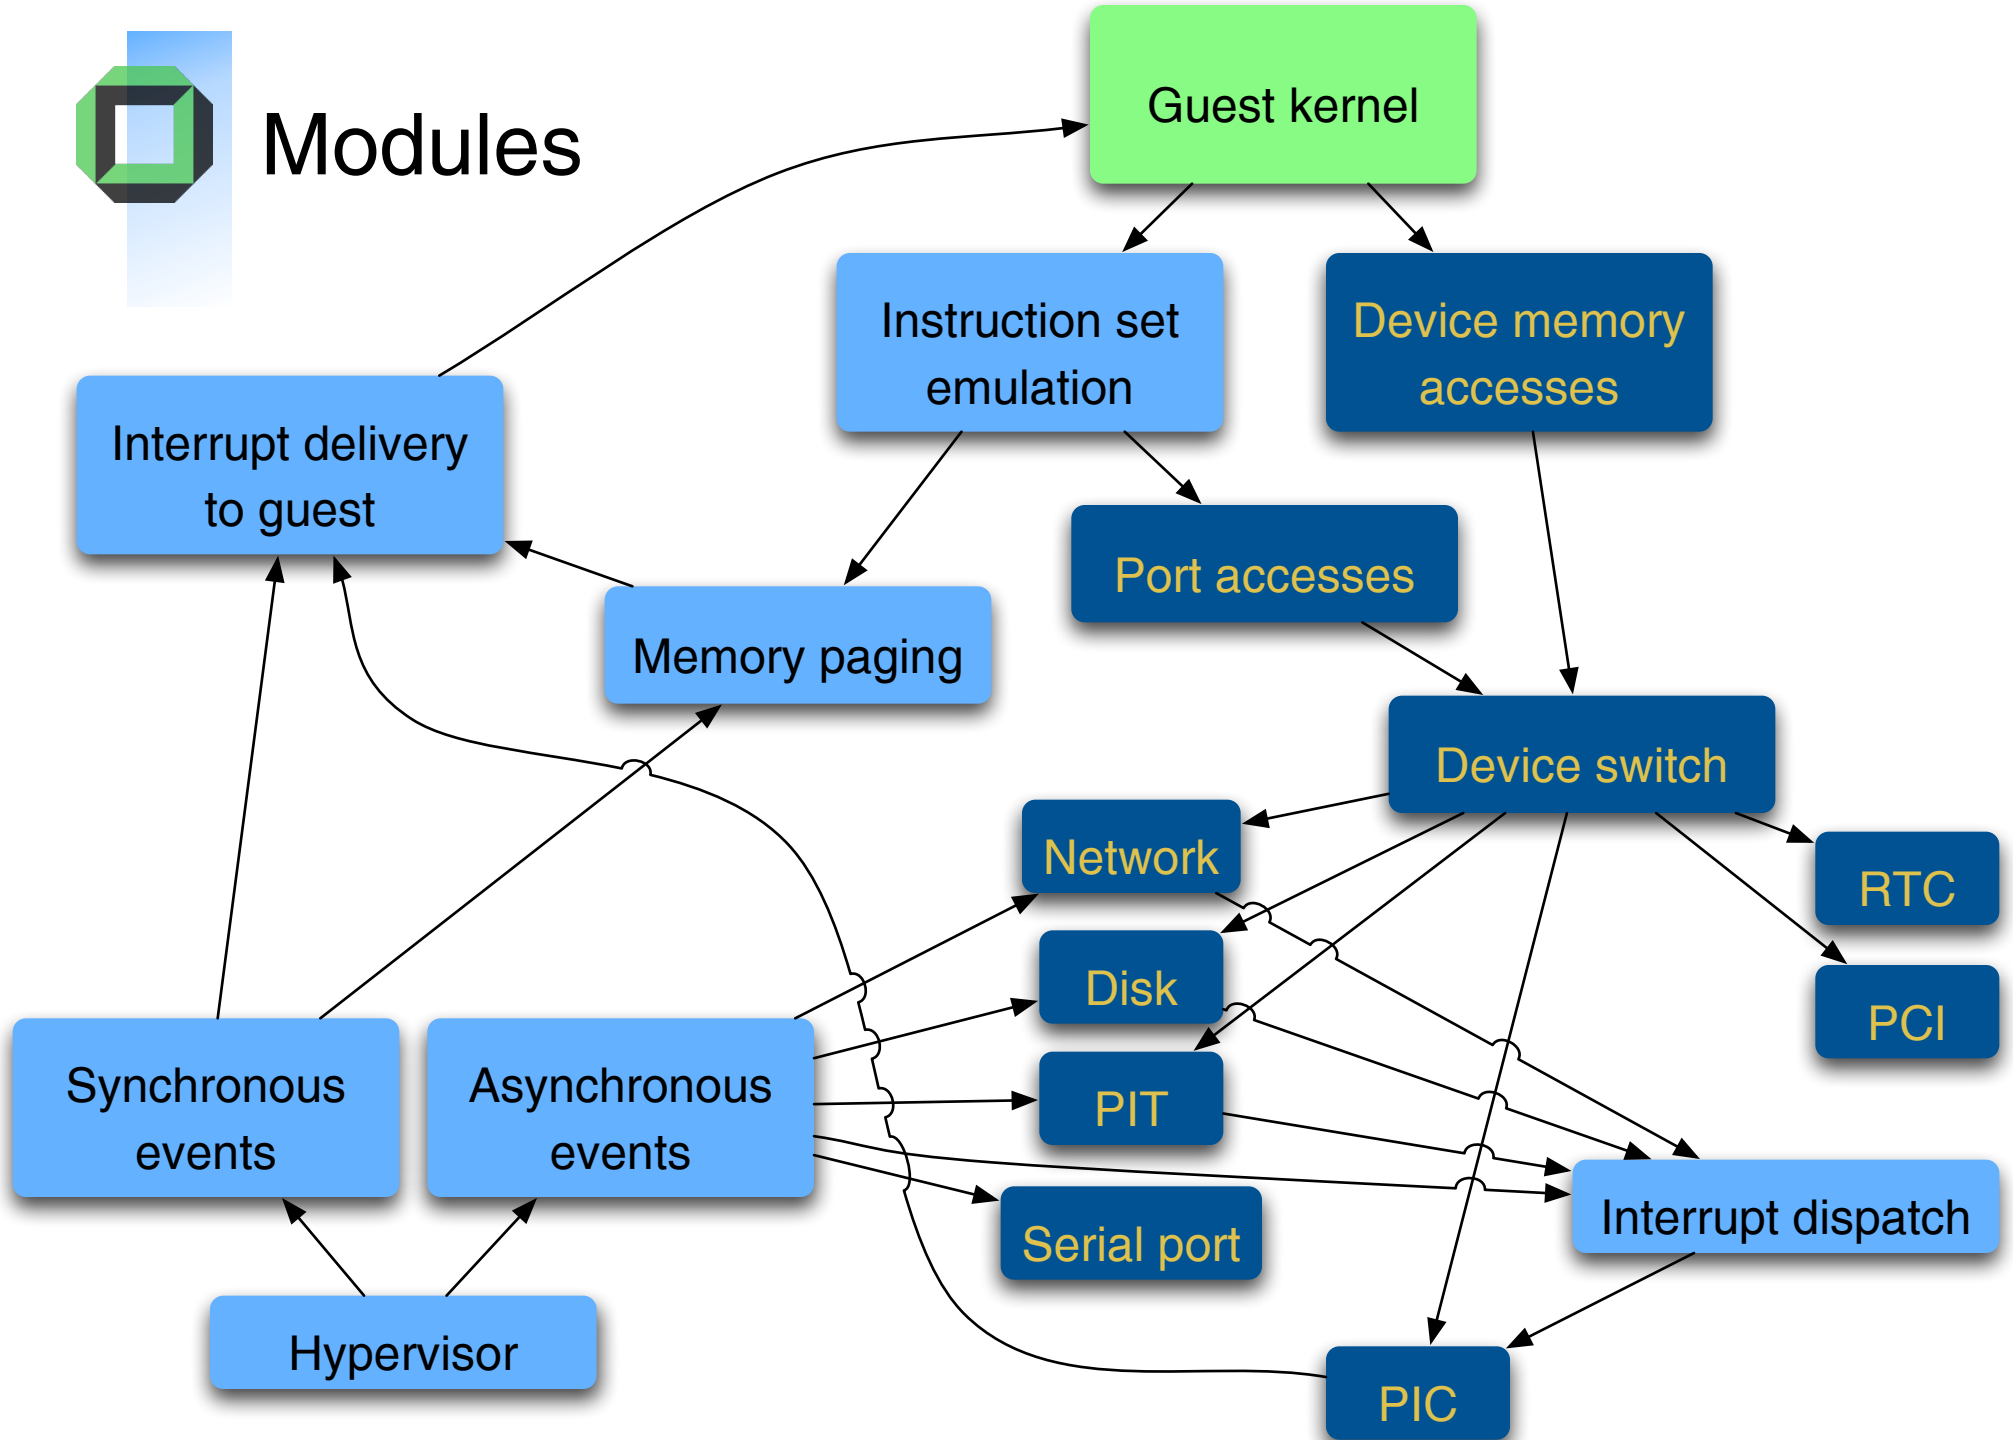 Modules
Guest kernel
Instruction set
emulation
Device memory
accesses
Interrupt delivery
to guest
Port accesses
Memory paging
Device switch
Network
RTC
Disk
PCI
Synchronous
events
Asynchronous
events
PIT
Serial port
Interrupt dispatch
Hypervisor
PIC